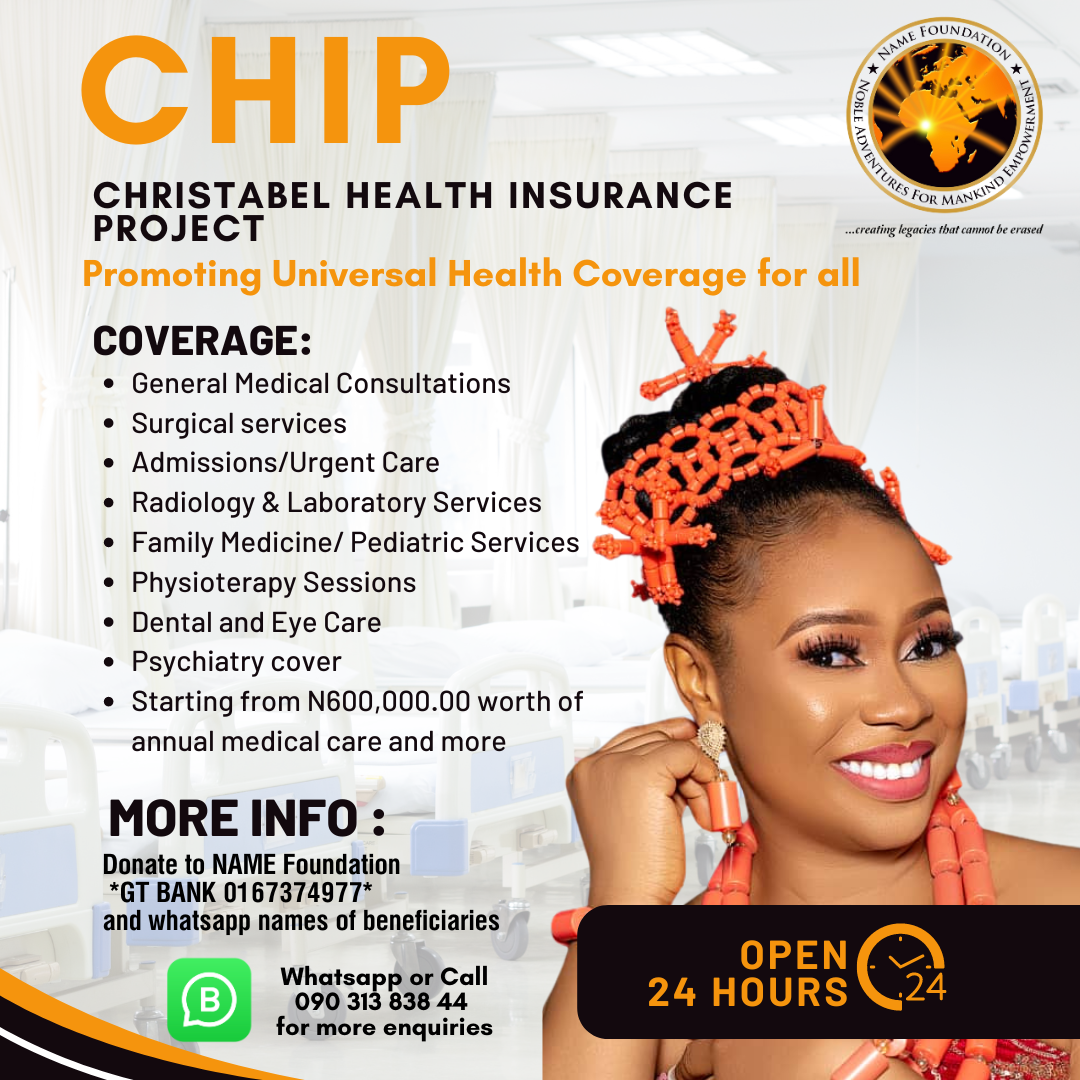 CHIP
NAME FOUNDATION
NOBLE ADVENTURES FOR MANKIND EMPOWERMENT
...creating legacies that cannot be erased
CHRISTABEL HEALTH INSURANCE
PROJECT
Promoting Universal Health Coverage for all
COVERAGE:
• General Medical Consultations
• Surgical services
• Admissions/Urgent Care
• Radiology & Laboratory Services
• Family Medicine/ Pediatric Services
• Physioterapy Sessions
• Dental and Eye Care
• Psychiatry cover
• Starting from N600,000.00 worth of
annual medical care and more
MORE INFO :
Donate to NAME Foundation
*GT BANK 0167374977*
and whatsapp names of beneficiaries
B
Whatsapp or Call
090 313 838 44
for more enquiries
OPEN
24 HOURS
24